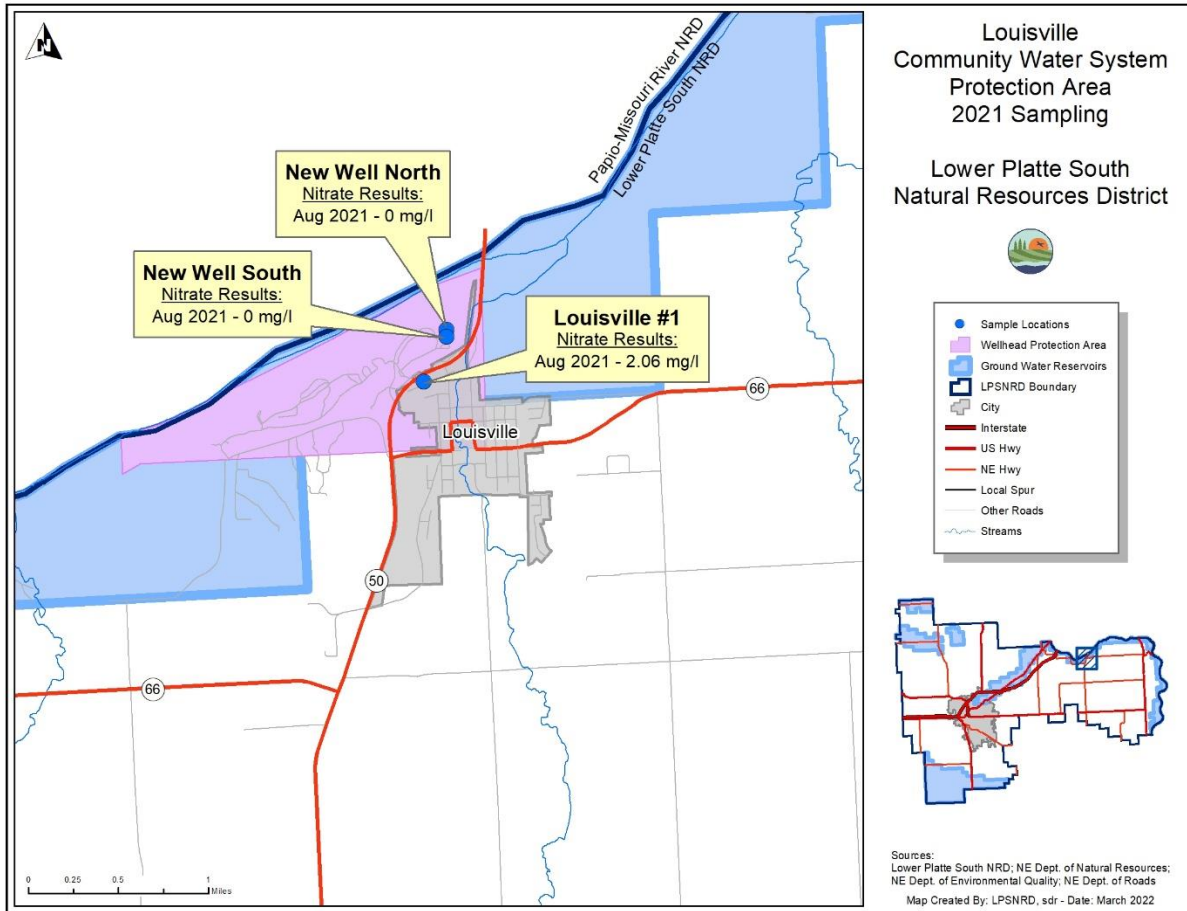 N
Papio-Missouri River NRD
Lower Platte South NRD
New Well North
Nitrate Results:
Aug 2021 - 0 mg/l
New Well South
Nitrate Results:
Aug 2021 - 0 mg/l
Louisville #1
Nitrate Results:
Aug 2021 - 2.06 mg/l
66
Louisville
50
66
0 0.25 0.5 1
Miles
Louisville
Community Water System
Protection Area
2021 Sampling
Lower Platte South
Natural Resources District
Sample Locations
Wellhead Protection Area
Ground Water Reservoirs
LPSNRD Boundary
City
Interstate
US Hwy
NE Hwy
Local Spur
Other Roads
Streams
Sources:
Lower Platte South NRD; NE Dept. of Natural Resources;
NE Dept. of Environmental Quality; NE Dept. of Roads
Map Created By: LPSNRD, sdr - Date: March 2022